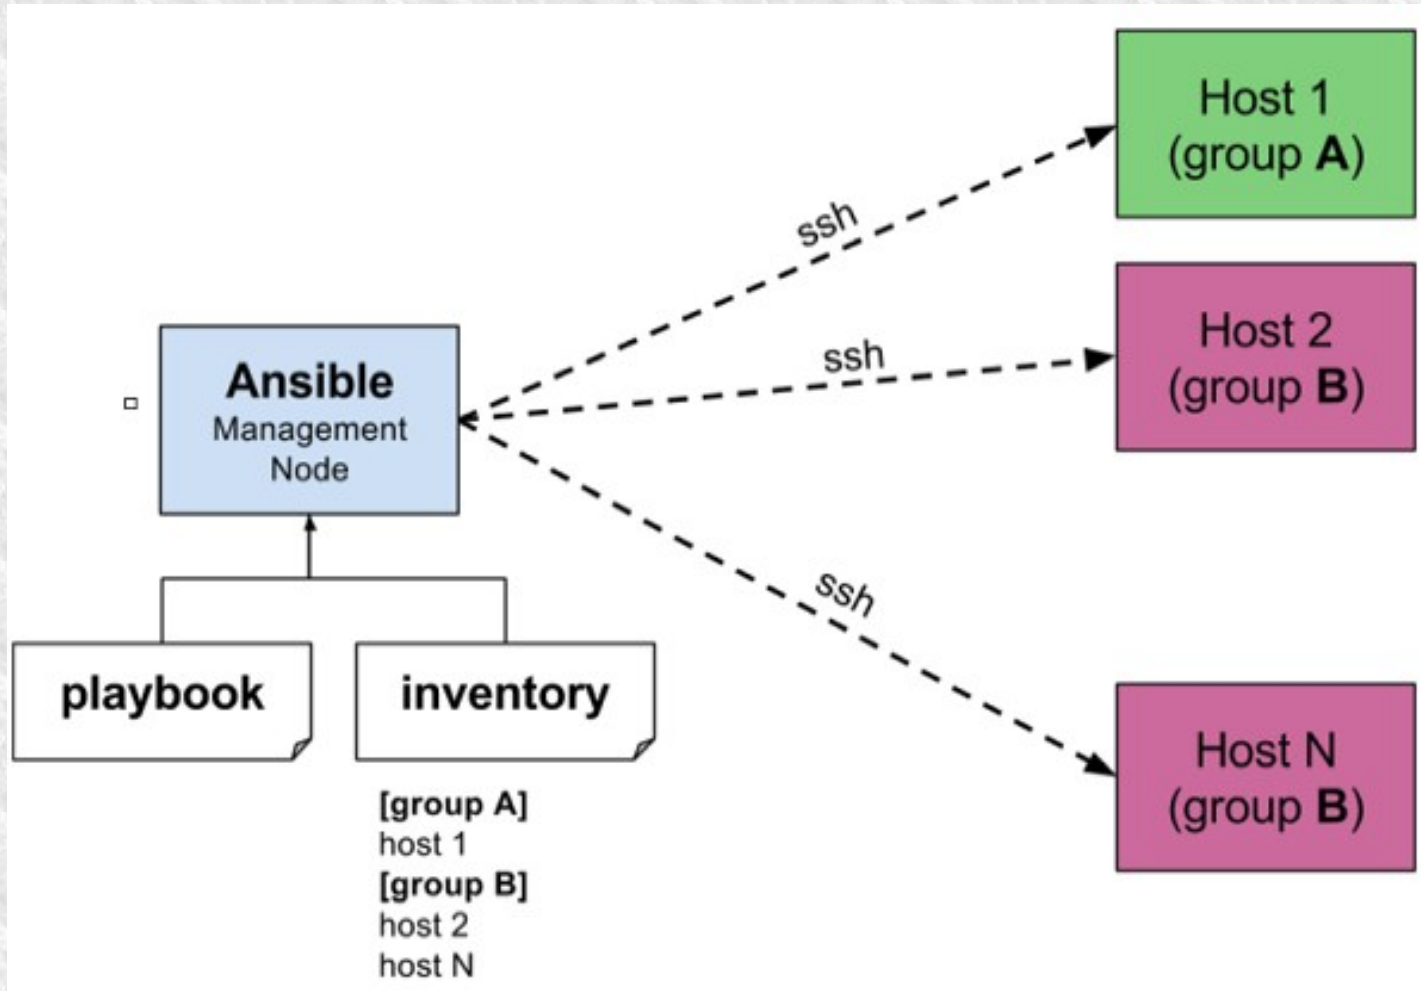 Host 1
(group A)
ssh
Host 2
(group B)
ssh
Ansible
Management
Node
ssh
playbook
inventory
Host N
(group B)
[group A]
host 1
[group B]
host 2
host N